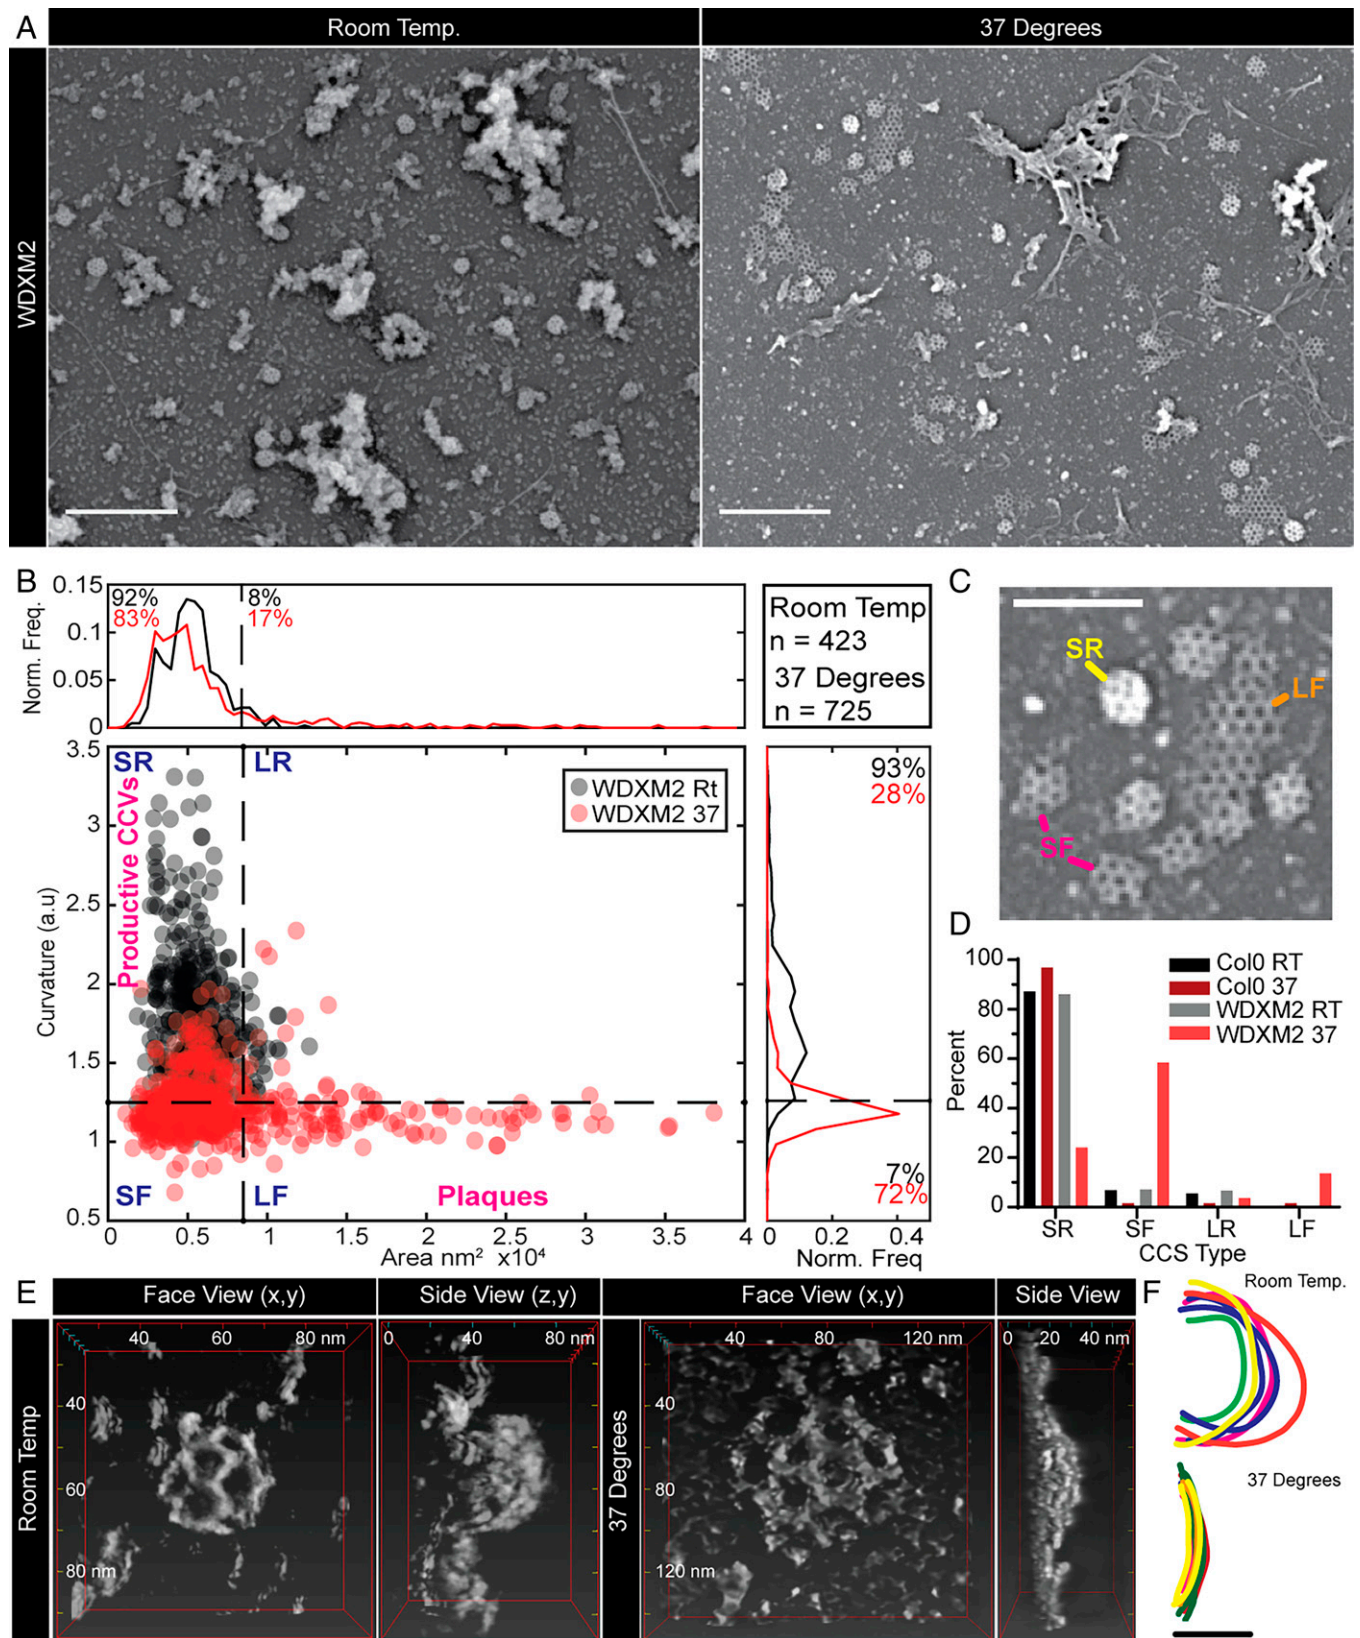 A
Room Temp.
37 Degrees
WDXM2
B
Norm. Freq.
0.15
0.1
0.05
0
92%
83%
8%
17%
Room Temp
n = 423
37 Degrees
n = 725
Curvature (a.u)
3.5
3
2.5
2
1.5
1
0.5
SR
LR
Productive CCVs
WDXM2 Rt
WDXM2 37
SF
LF
Plaques
0
0.5
1
1.5
2
2.5
3
3.5
4
Area nm² x10⁴
93%
28%
7%
72%
0
0.2
0.4
Norm. Freq
C
SR
LF
SF
D
Percent
100
80
60
40
20
0
Col0 RT
Col0 37
WDXM2 RT
WDXM2 37
SR
SF
LR
LF
CCS Type
E
Face View (x,y)
Side View (z,y)
Face View (x,y)
Side View
Room Temp
40
60
80 nm
40
60
80 nm
0
40
80 nm
37 Degrees
40
80
120 nm
40
80
120 nm
0
20
40 nm
F
Room Temp.
37 Degrees